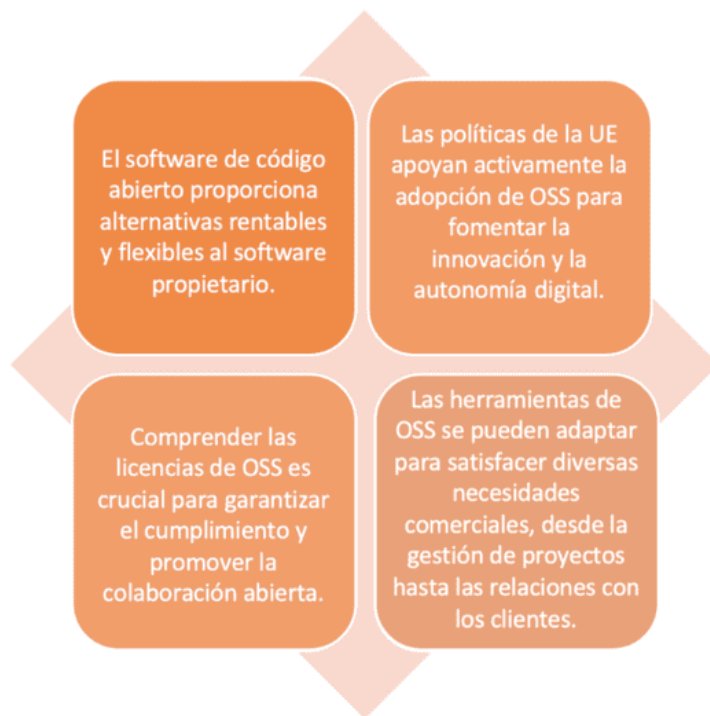 El software de código
abierto proporciona
alternativas rentables
y flexibles al software
propietario.
Las políticas de la UE
apoyan activamente la
adopción de OSS para
fomentar la
innovación y la
autonomía digital.
Comprender las
licencias de OSS es
crucial para garantizar
el cumplimiento y
promover la
colaboración abierta.
Las herramientas de
OSS se pueden adaptar
para satisfacer diversas
necesidades
comerciales, desde la
gestión de proyectos
hasta las relaciones con
los clientes.